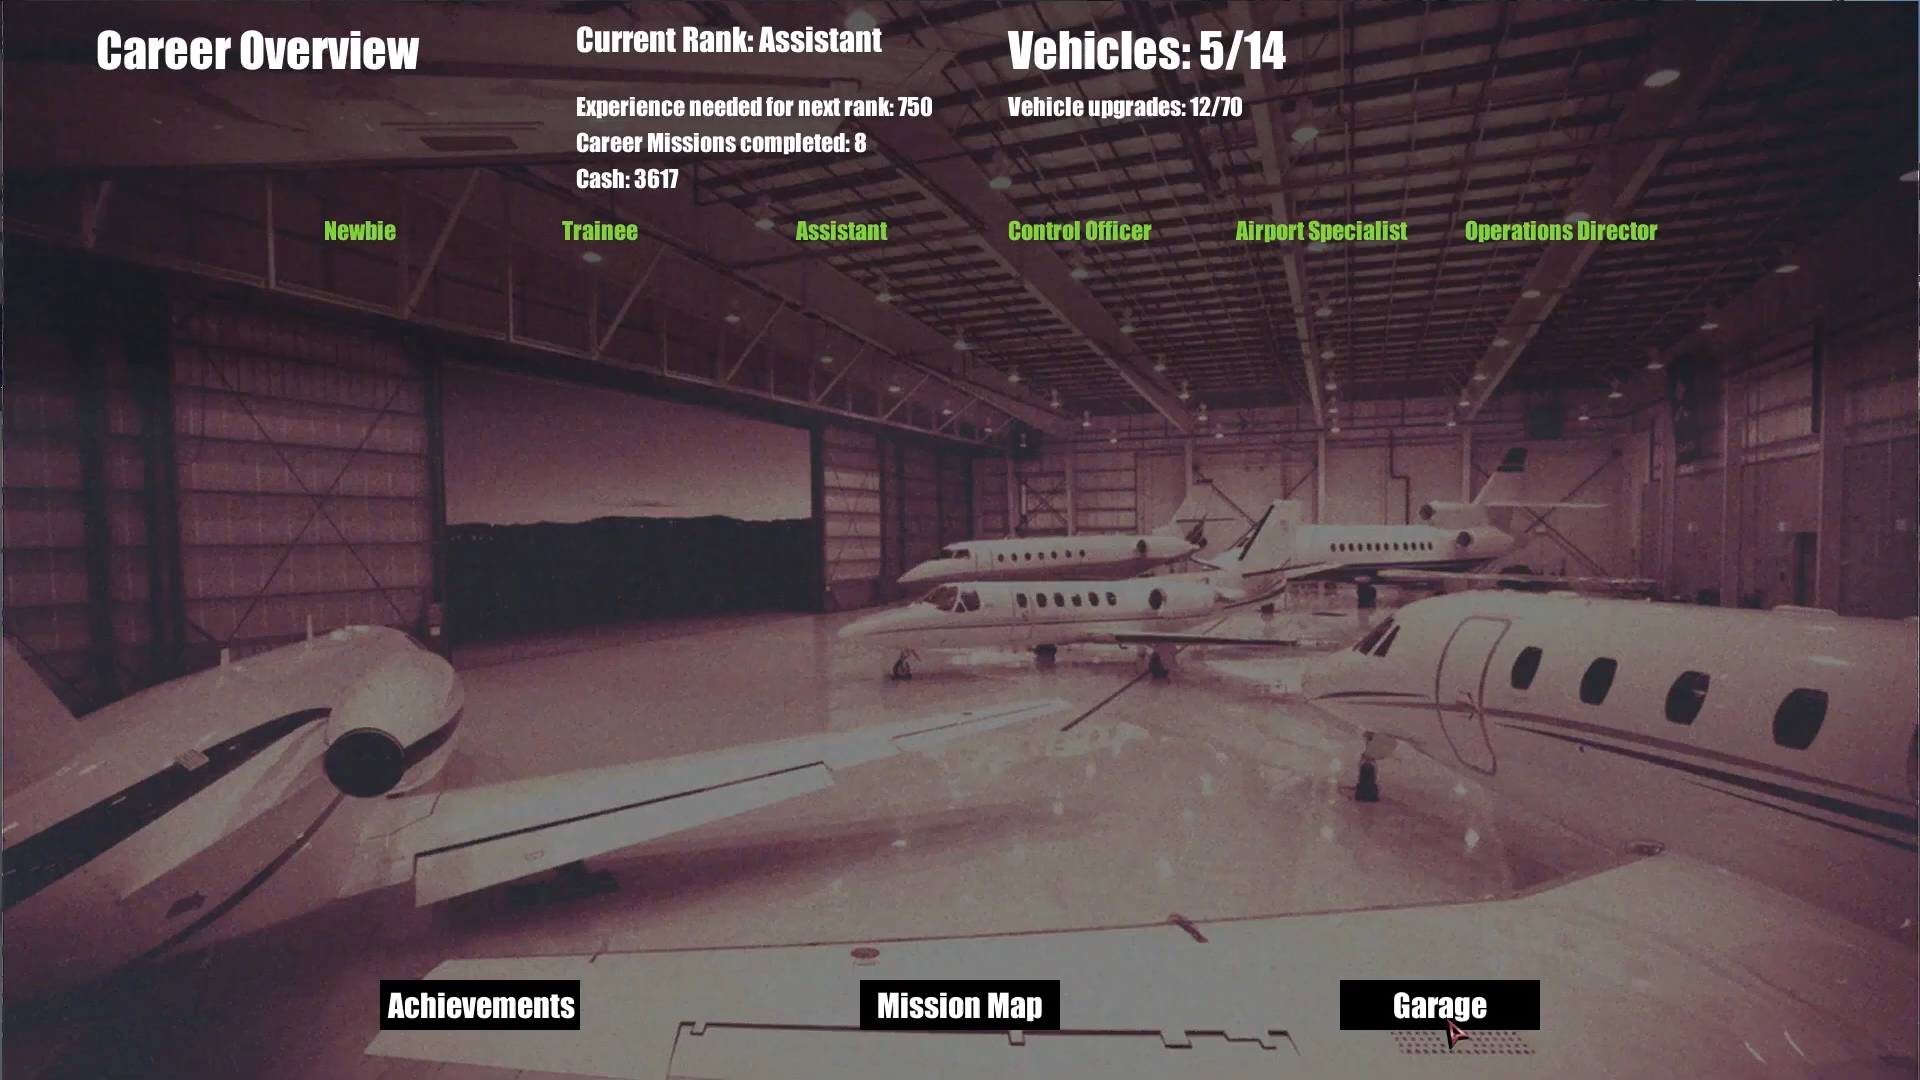 Career Overview
Current Rank: Assistant
Experience needed for next rank: 750
Career Missions completed: 8
Cash: 3617
Vehicles: 5/14
Vehicle upgrades: 12/70
Newbie
Trainee
Assistant
Control Officer
Airport Specialist
Operations Director
Achievements
Mission Map
Garage